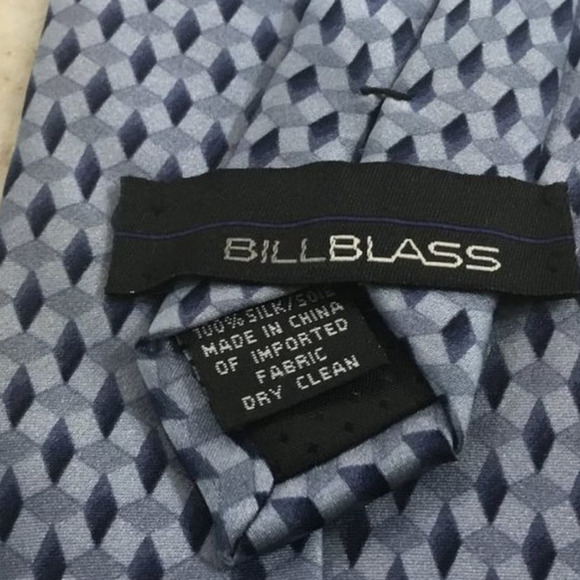 BILLBLASS
100% SILK/SOIE
MADE IN CHINA
OF IMPORTED
FABRIC
DRY CLEAN